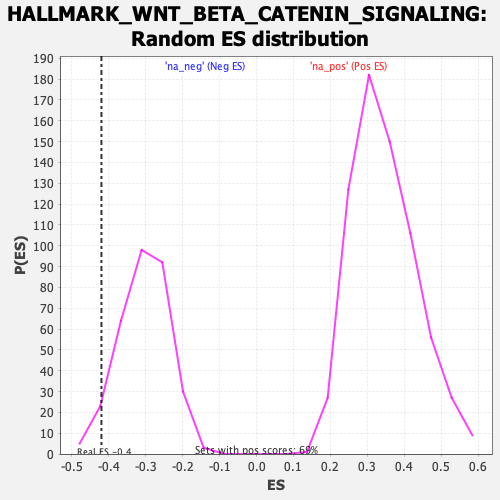 HALLMARK_WNT_BETA_CATENIN_SIGNALING:
Random ES distribution
'na_neg' (Neg ES) 'na_pos' (Pos ES)
190
180
170
160
150
140
130
120
110
100
90
80
70
60
50
40
30
20
10
0
P(ES)
Real ES -0.4
Sets with pos scores: 68%
-0.5 -0.4 -0.3 -0.2 -0.1 0.0 0.1 0.2 0.3 0.4 0.5 0.6
ES